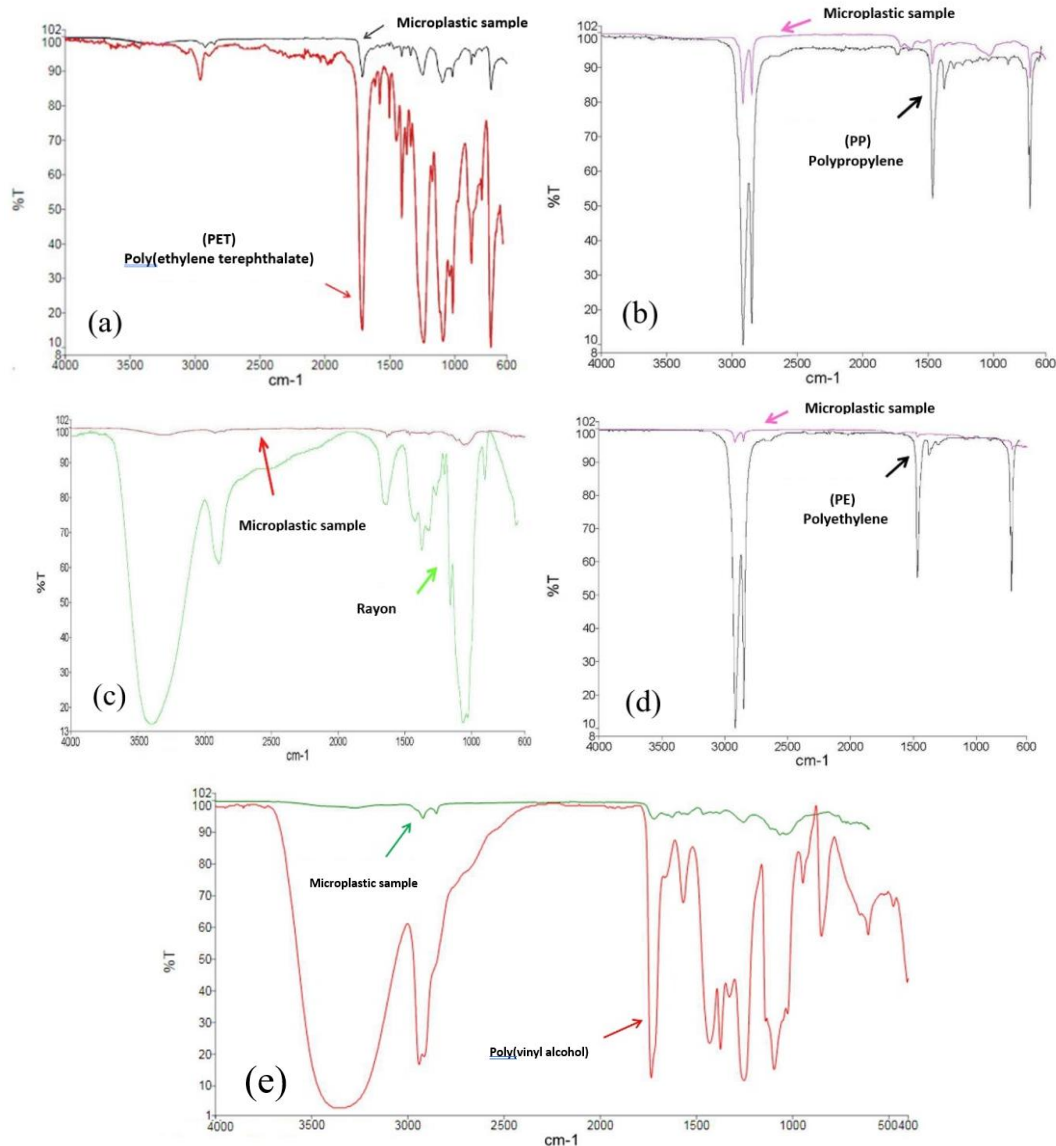 102
100
90
80
70
60
50
40
30
20
10
8
%T
Microplastic sample
(PET)
Poly(ethylene terephthalate)
(a)
4000 3500 3000 2500 2000 1500 1000 600
cm-1
102
100
90
80
70
60
50
40
30
20
10
8
%T
Microplastic sample
(PP)
Polypropylene
(b)
4000 3500 3000 2500 2000 1500 1000 600
cm-1
102
100
90
80
70
60
50
40
30
20
13
%T
Microplastic sample
Rayon
(c)
4000 3500 3000 2500 2000 1500 1000 600
cm-1
102
100
90
80
70
60
50
40
30
20
10
8
%T
Microplastic sample
(PE)
Polyethylene
(d)
4000 3500 3000 2500 2000 1500 1000 600
cm-1
102
100
90
80
70
60
50
40
30
20
10
1
%T
Microplastic sample
Poly(vinyl alcohol)
(e)
4000 3500 3000 2500 2000 1500 1000 500 400
cm-1